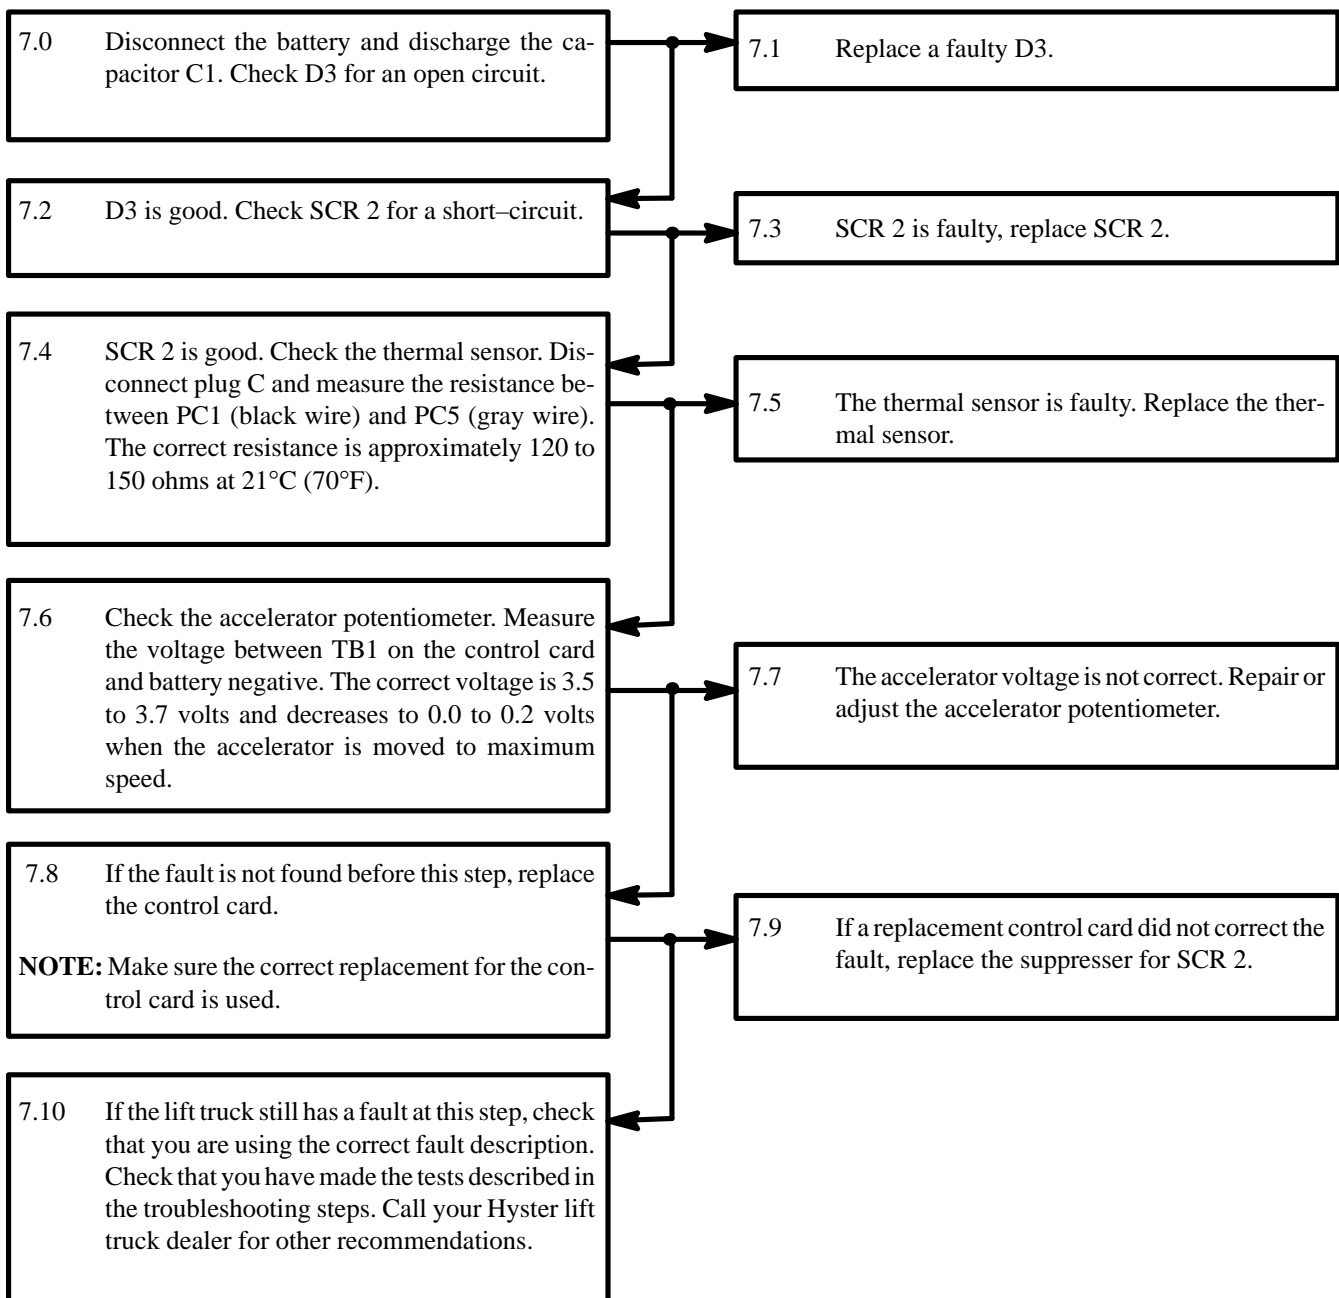 7.0 Disconnect the battery and discharge the ca-
pacitor C1. Check D3 for an open circuit.
7.1 Replace a faulty D3.
7.2 D3 is good. Check SCR 2 for a short–circuit.
7.3 SCR 2 is faulty, replace SCR 2.
7.4 SCR 2 is good. Check the thermal sensor. Dis-
connect plug C and measure the resistance be-
tween PC1 (black wire) and PC5 (gray wire).
The correct resistance is approximately 120 to
150 ohms at 21°C (70°F).
7.5 The thermal sensor is faulty. Replace the ther-
mal sensor.
7.6 Check the accelerator potentiometer. Measure
the voltage between TB1 on the control card
and battery negative. The correct voltage is 3.5
to 3.7 volts and decreases to 0.0 to 0.2 volts
when the accelerator is moved to maximum
speed.
7.7 The accelerator voltage is not correct. Repair or
adjust the accelerator potentiometer.
7.8 If the fault is not found before this step, replace
the control card.
NOTE: Make sure the correct replacement for the con-
trol card is used.
7.9 If a replacement control card did not correct the
fault, replace the suppresser for SCR 2.
7.10 If the lift truck still has a fault at this step, check
that you are using the correct fault description.
Check that you have made the tests described in
the troubleshooting steps. Call your Hyster lift
truck dealer for other recommendations.